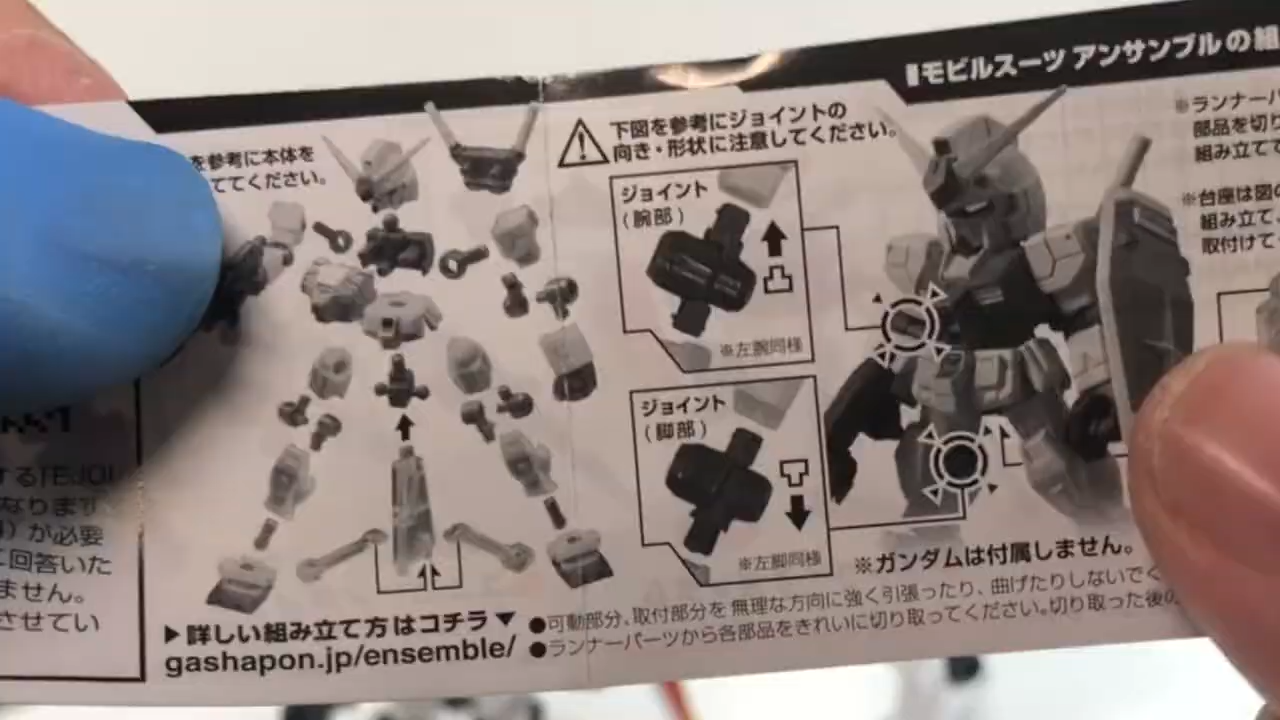 モビルスーツ アンサンブルの組
を参考に本体を
ててください。
下図を参考にジョイントの
向き・形状に注意してください。
ジョイント
(腕部)
※左腕同様
ジョイント
(脚部)
※左脚同様
※ランナーパ
部品を切り
組み立てて
※台座は図の
組み立て
取付けて
なります
が必要
回答いた
ません。
させてい
※ガンダムは付属しません。
▶詳しい組み立て方はコチラ▼
gashapon.jp/ensemble/
●可動部分、取付部分を 無理な方向に強く引張ったり、曲げたりしないでく
●ランナーパーツから各部品をきれいに切り取ってください。切り取った後の